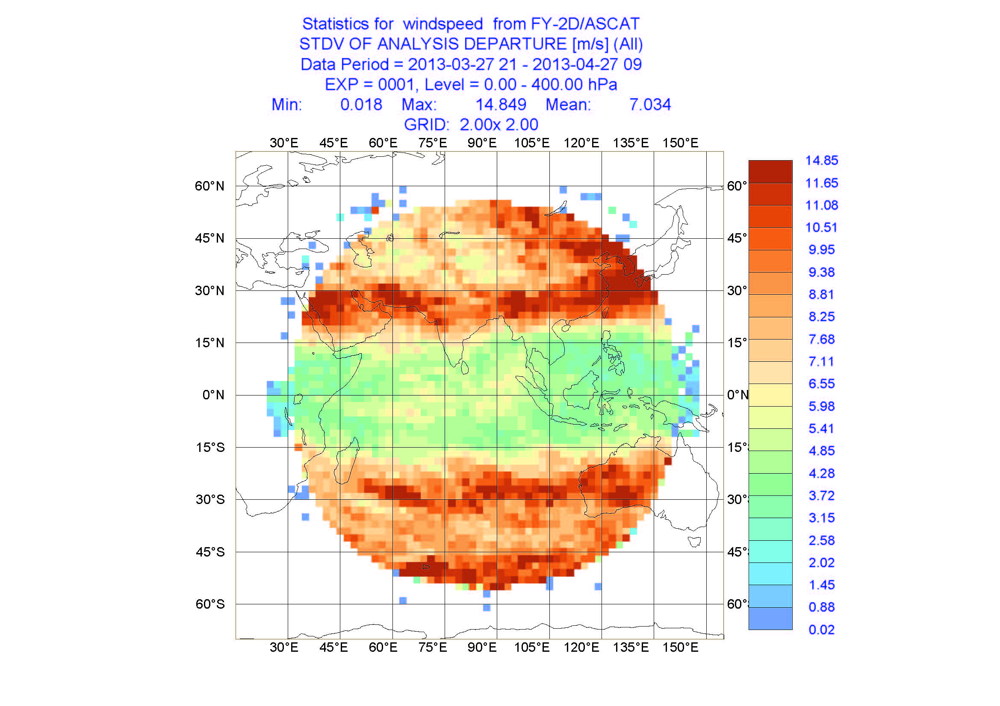 Statistics for windspeed from FY-2D/ASCAT
STDV OF ANALYSIS DEPARTURE [m/s] (All)
Data Period = 2013-03-27 21 - 2013-04-27 09
EXP = 0001, Level = 0.00 - 400.00 hPa
Min: 0.018 Max: 14.849 Mean: 7.034
GRID: 2.00x 2.00
30°E 45°E 60°E 75°E 90°E 105°E 120°E 135°E 150°E
14.85
11.65
60°N 60°
11.08
10.51
45°N 45°
9.95
9.38
30°N 30°
8.81
8.25
15°N 15°
7.68
7.11
6.55
0°N 0°N
5.98
5.41
15°S 15°S
4.85
4.28
3.72
30°S 30°S
3.15
2.58
45°S 45°S
2.02
1.45
60°S 60°S
0.88
0.02
30°E 45°E 60°E 75°E 90°E 105°E 120°E 135°E 150°E